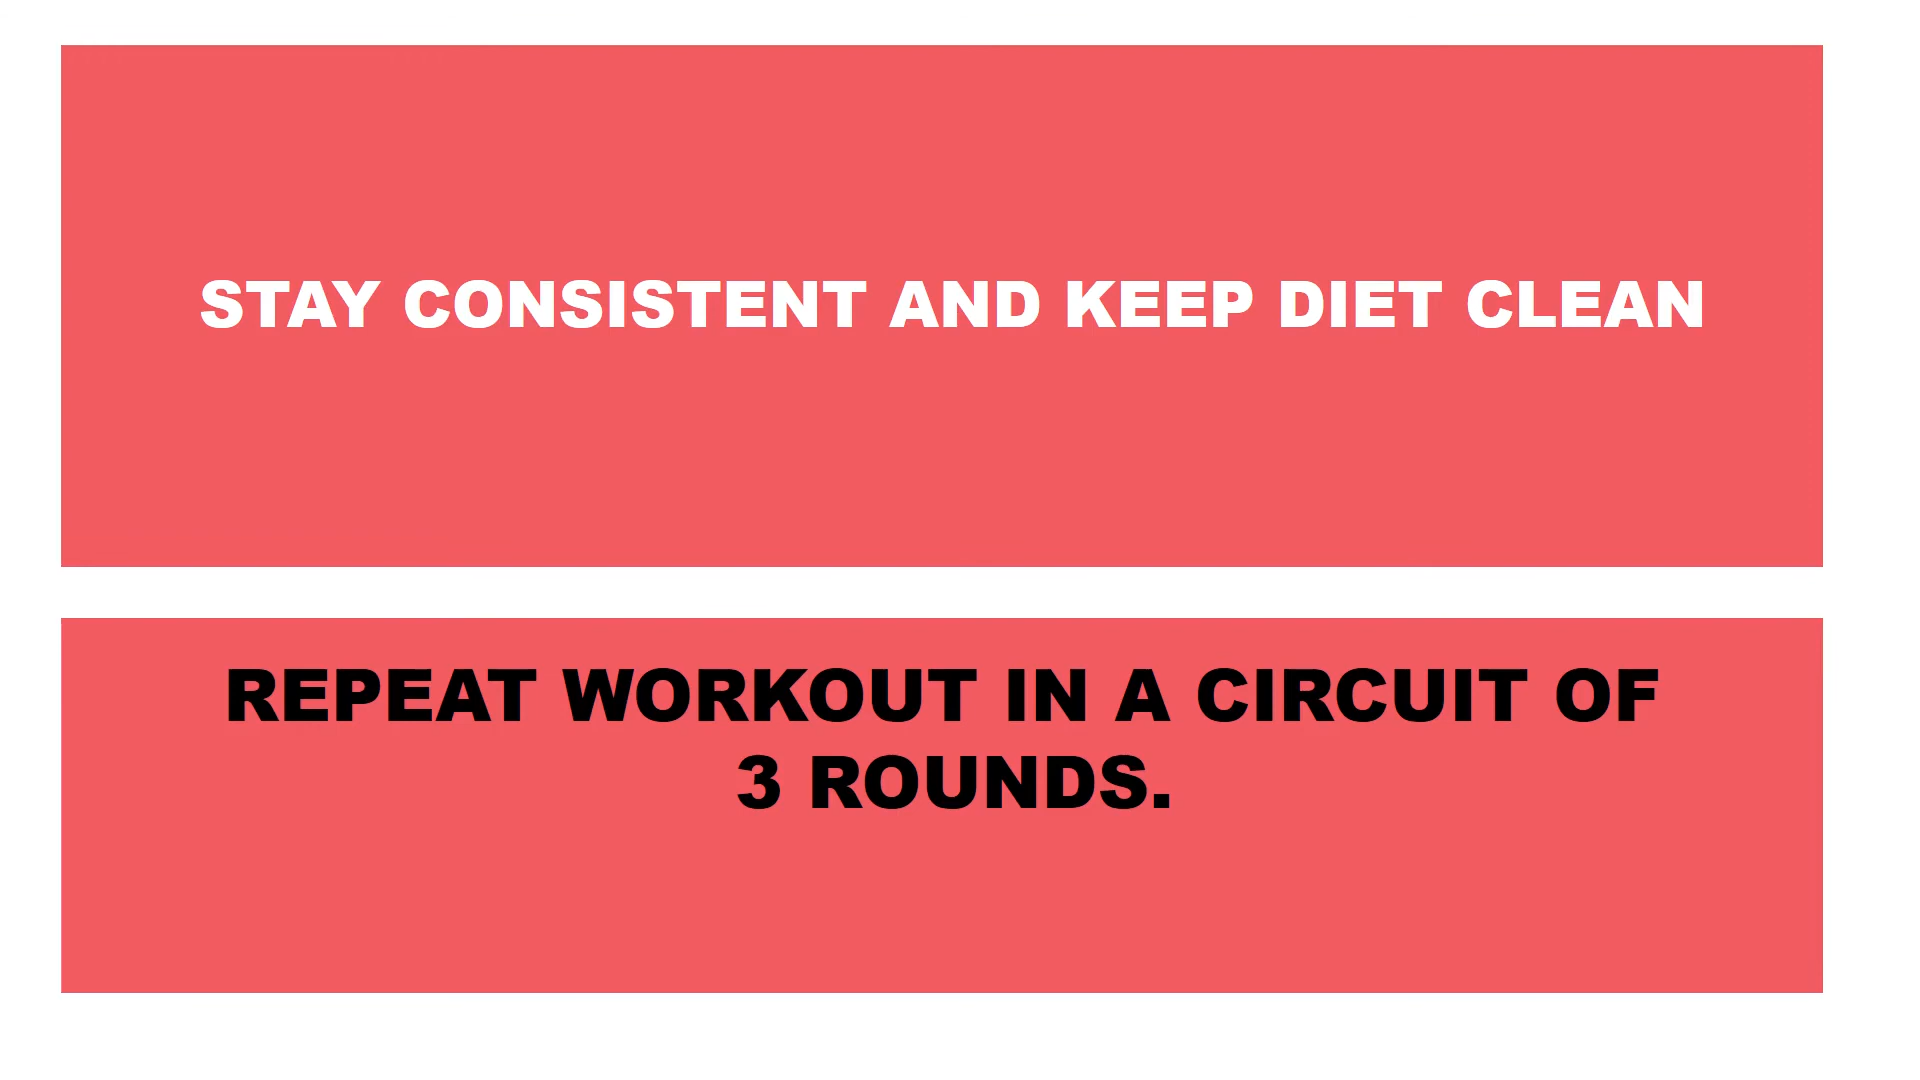 STAY CONSISTENT AND KEEP DIET CLEAN
REPEAT WORKOUT IN A CIRCUIT OF
3 ROUNDS.